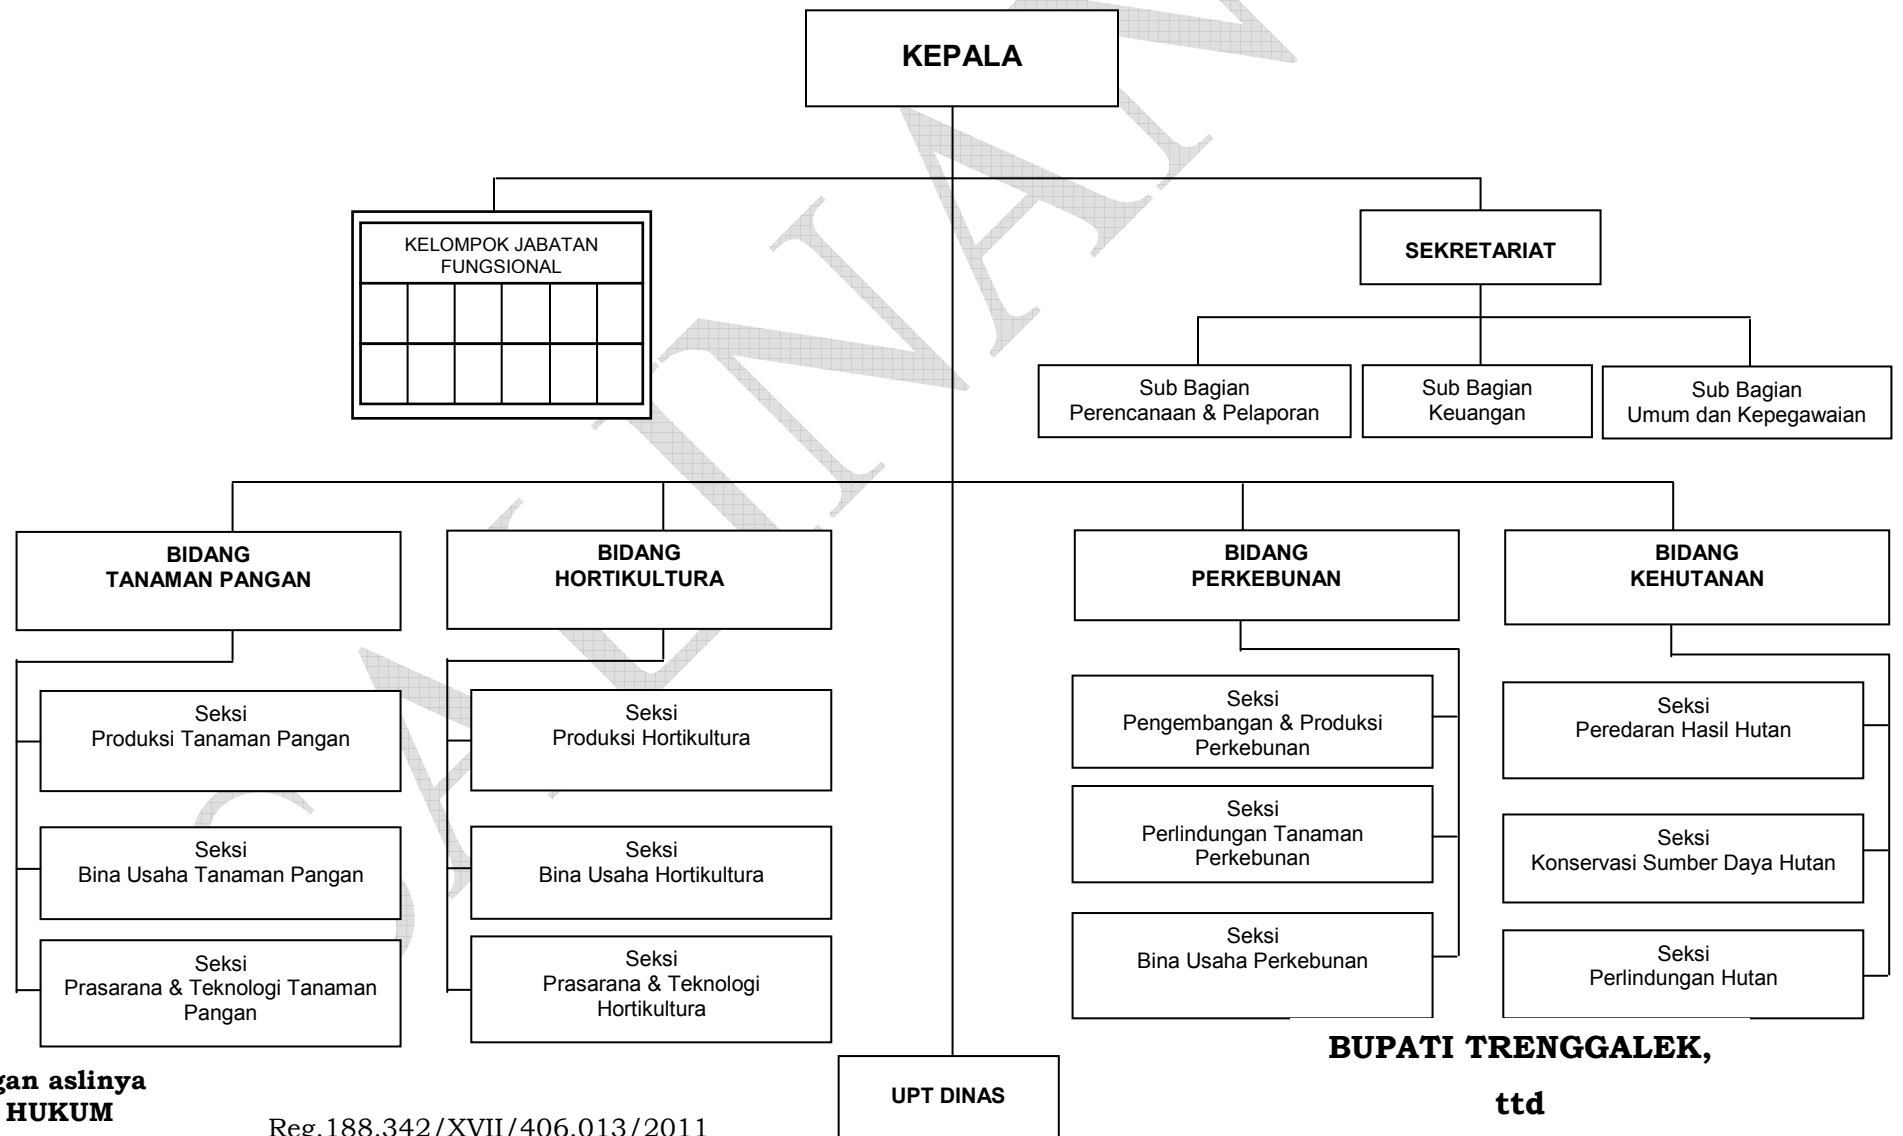 KEPALA
KELOMPOK JABATAN
FUNGSIONAL
SEKRETARIAT
Sub Bagian
Perencanaan & Pelaporan
Sub Bagian
Keuangan
Sub Bagian
Umum dan Kepegawaian
BIDANG
TANAMAN PANGAN
BIDANG
HORTIKULTURA
BIDANG
PERKEBUNAN
BIDANG
KEHUTANAN
Seksi
Produksi Tanaman Pangan
Seksi
Bina Usaha Tanaman Pangan
Seksi
Prasarana & Teknologi Tanaman
Pangan
Seksi
Produksi Hortikultura
Seksi
Bina Usaha Hortikultura
Seksi
Prasarana & Teknologi
Hortikultura
Seksi
Pengembangan & Produksi
Perkebunan
Seksi
Perlindungan Tanaman
Perkebunan
Seksi
Bina Usaha Perkebunan
Seksi
Peredaran Hasil Hutan
Seksi
Konservasi Sumber Daya Hutan
Seksi
Perlindungan Hutan
UPT DINAS
BUPATI TRENGGALEK,
ttd
aslinya
HUKUM
Reg.188.342/XVII/406.013/2011
SALINAN